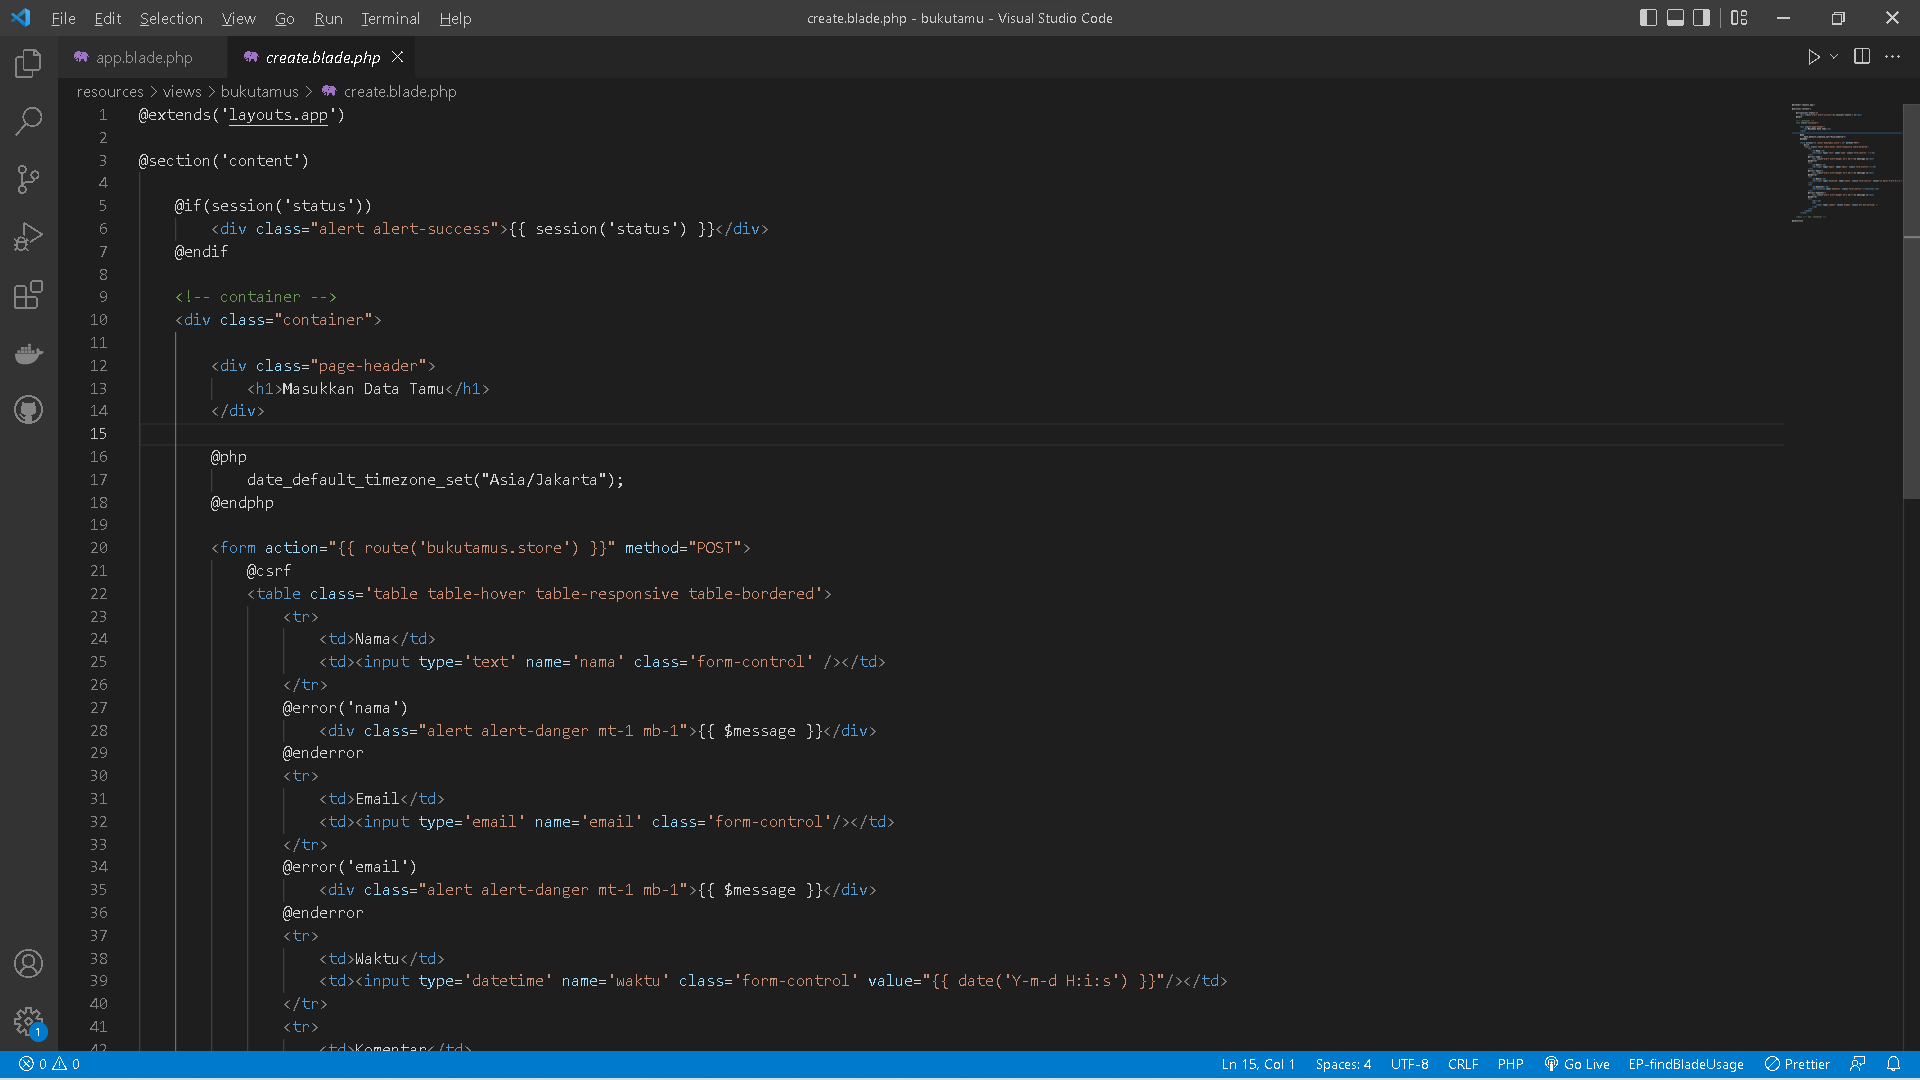 File Edit Selection View Go Run Terminal Help
create.blade.php - bukutamu - Visual Studio Code
app.blade.php
create.blade.php
resources > views > bukutamus > create.blade.php
1 @extends('layouts.app')
2
3 @section('content')
4
5 @if(session('status'))
6 <div class="alert alert-success">{{ session('status') }}</div>
7 @endif
8
9 <!-- container -->
10 <div class="container">
11
12 <div class="page-header">
13 <h1>Masukkan Data Tamu</h1>
14 </div>
15
16 @php
17 date_default_timezone_set("Asia/Jakarta");
18 @endphp
19
20 <form action="{{ route('bukutamus.store') }}" method="POST">
21 @csrf
22 <table class='table table-hover table-responsive table-bordered'>
23 <tr>
24 <td>Nama</td>
25 <td><input type='text' name='nama' class='form-control' /></td>
26 </tr>
27 @error('nama')
28 <div class="alert alert-danger mt-1 mb-1">{{ $message }}</div>
29 @enderror
30 <tr>
31 <td>Email</td>
32 <td><input type='email' name='email' class='form-control'/></td>
33 </tr>
34 @error('email')
35 <div class="alert alert-danger mt-1 mb-1">{{ $message }}</div>
36 @enderror
37 <tr>
38 <td>Waktu</td>
39 <td><input type='datetime' name='waktu' class='form-control' value="{{ date('Y-m-d H:i:s') }}"/></td>
40 </tr>
41 <tr>
42 <td>Komentar</td>
1
0 0
Ln 15, Col 1 Spaces: 4 UTF-8 CRLF PHP Go Live EP-findBladeUsage Prettier